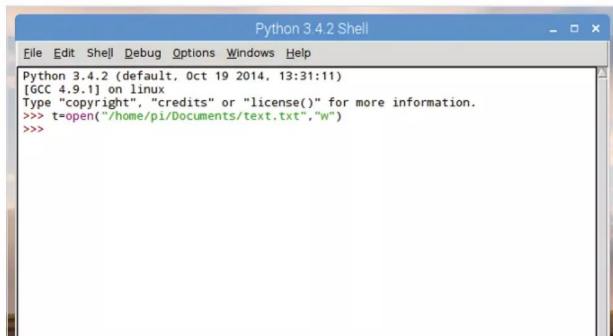 Python 3.4.2 Shell
File Edit Shell Debug Options Windows Help
Python 3.4.2 (default, Oct 19 2014, 13:31:11)
[GCC 4.9.1] on linux
Type "copyright", "credits" or "license()" for more information.
>>> t=open("/home/pi/Documents/text.txt","w")
>>>